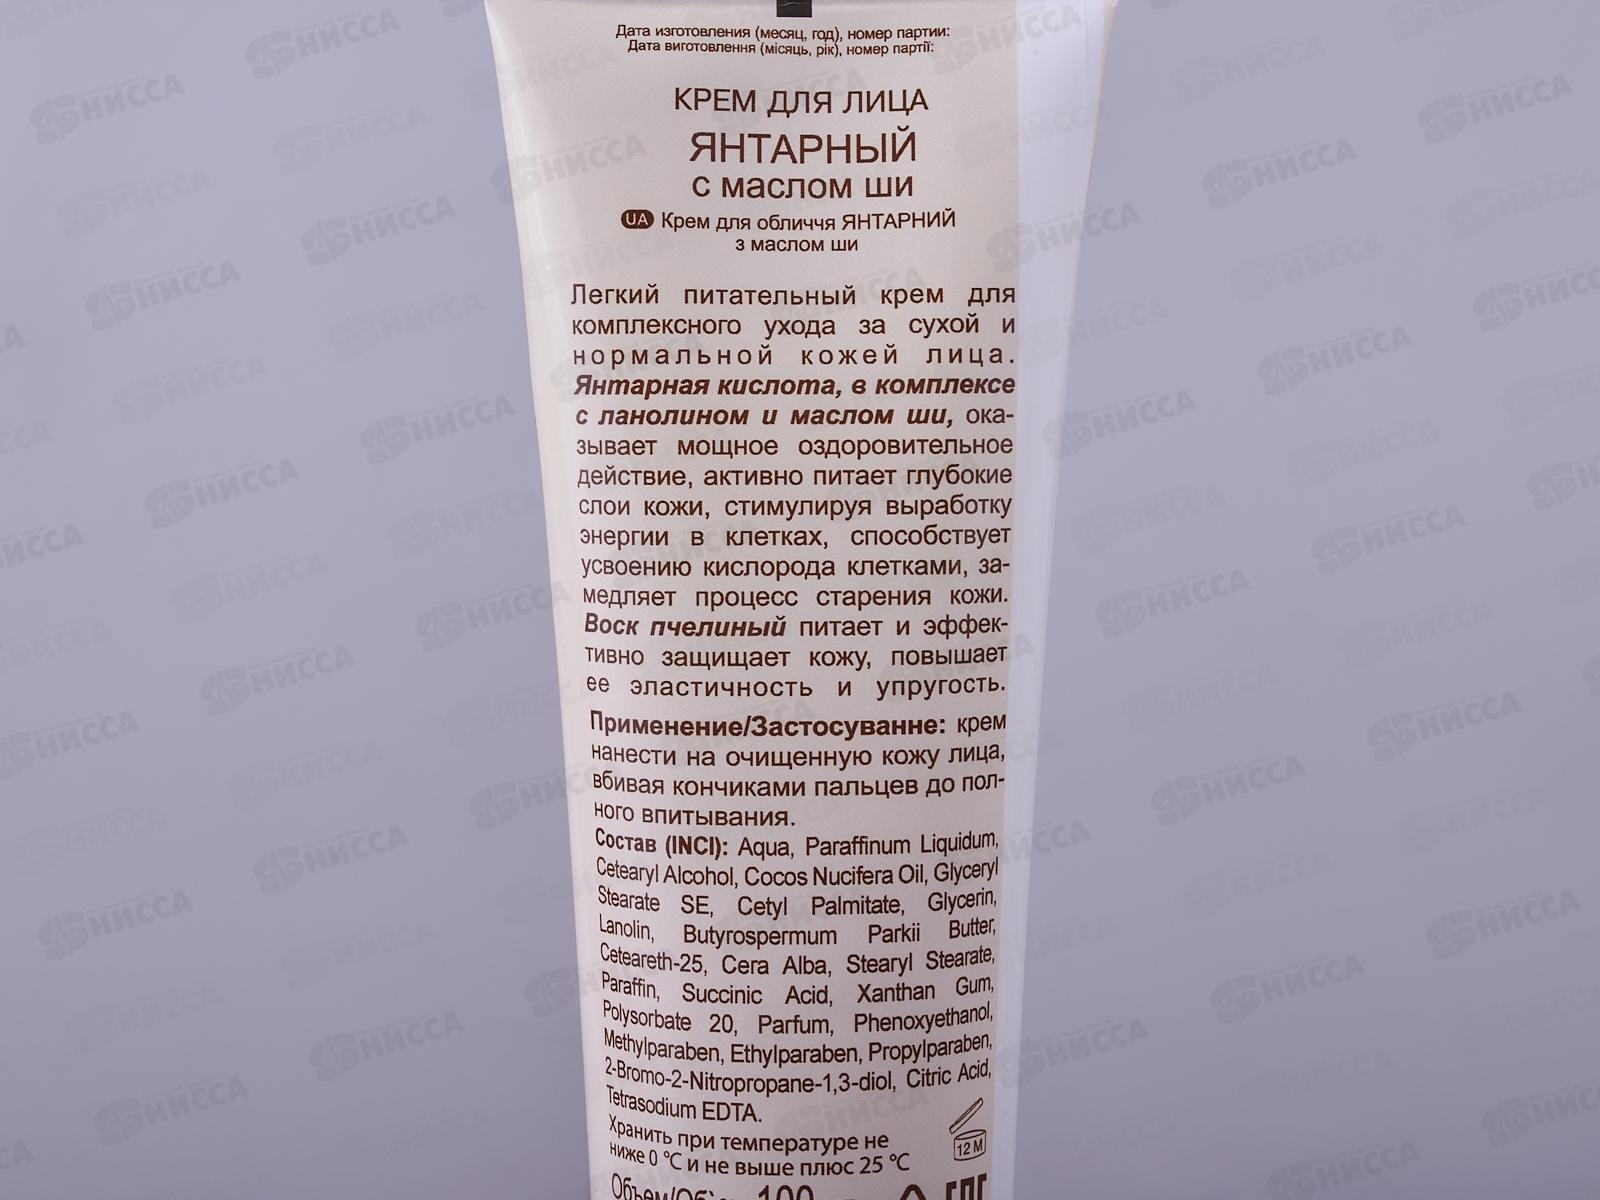 Дата изготовления (месяц, год), номер партии:
Дата виготовлення (місяць, рік), номер партії:
КРЕМ ДЛЯ ЛИЦА
ЯНТАРНЫЙ
с маслом ши
UA Крем для обличчя ЯНТАРНИЙ
з маслом ши
Легкий питательный крем для
комплексного ухода за сухой и
нормальной кожей лица.
Янтарная кислота, в комплексе
с ланолином и маслом ши, ока-
зывает мощное оздоровительное
действие, активно питает глубокие
слои кожи, стимулируя выработку
энергии в клетках, способствует
усвоению кислорода клетками, за-
медляет процесс старения кожи.
Воск пчелиный питает и эффек-
тивно защищает кожу, повышает
ее эластичность и упругость.
Применение/Застосуванне: крем
нанести на очищенную кожу лица,
вбивая кончиками пальцев до пол-
ного впитывания.
Состав (INCI): Aqua, Paraffinum Liquidum,
Cetearyl Alcohol, Cocos Nucifera Oil, Glyceryl
Stearate SE, Cetyl Palmitate, Glycerin,
Lanolin, Butyrospermum Parkii Butter,
Ceteareth-25, Cera Alba, Stearyl Stearate,
Paraffin, Succinic Acid, Xanthan Gum,
Polysorbate 20, Parfum, Phenoxyethanol,
Methylparaben, Ethylparaben, Propylparaben,
2-Bromo-2-Nitropropane-1,3-diol, Citric Acid,
Tetrasodium EDTA.
Хранить при температуре не
ниже 0 °C и не выше плюс 25 °C
12 M